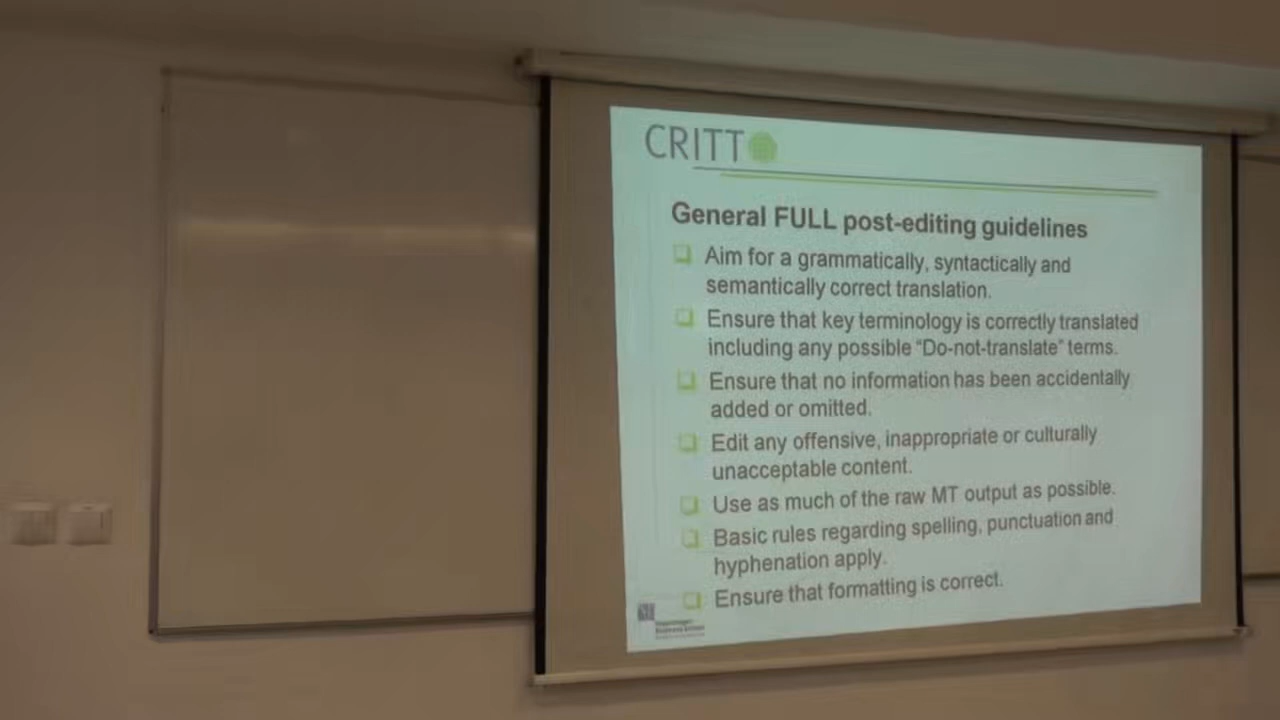 CRITT
General FULL post-editing guidelines
Aim for a grammatically, syntactically and
semantically correct translation.
Ensure that key terminology is correctly translated
including any possible “Do-not-translate” terms.
Ensure that no information has been accidentally
added or omitted.
Edit any offensive, inappropriate or culturally
unacceptable content.
Use as much of the raw MT output as possible.
Basic rules regarding spelling, punctuation and
hyphenation apply.
Ensure that formatting is correct.
Copenhagen
Business School